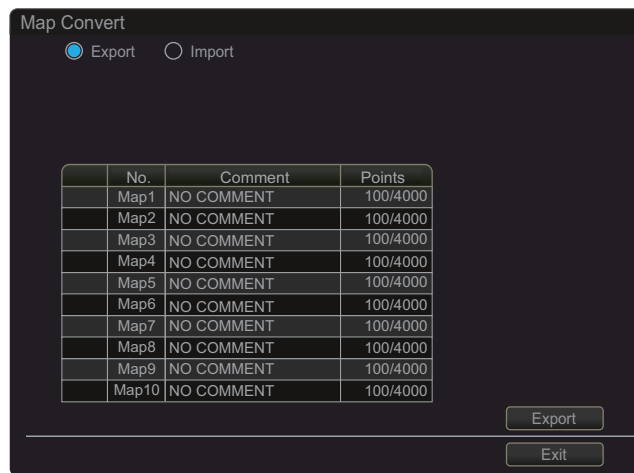 Map Convert
Export Import
No. Comment Points
Map1 NO COMMENT 100/4000
Map2 NO COMMENT 100/4000
Map3 NO COMMENT 100/4000
Map4 NO COMMENT 100/4000
Map5 NO COMMENT 100/4000
Map6 NO COMMENT 100/4000
Map7 NO COMMENT 100/4000
Map8 NO COMMENT 100/4000
Map9 NO COMMENT 100/4000
Map10 NO COMMENT 100/4000
Export
Exit